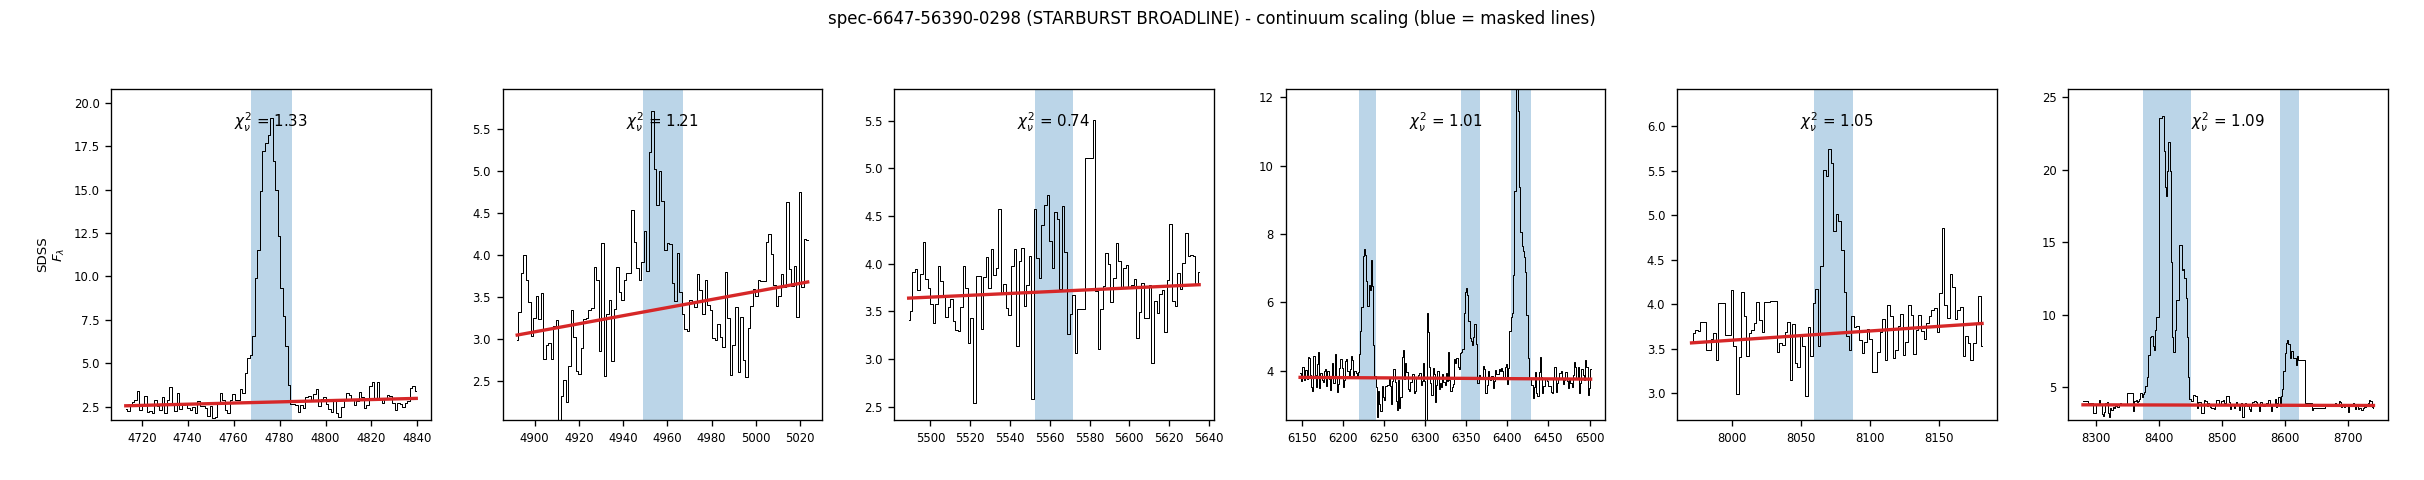 spec-6647-56390-0298 (STARBURST BROADLINE) - continuum scaling (blue = masked lines)
SDSS
F_λ
χ²_ν = 1.33
20.0
17.5
15.0
12.5
10.0
7.5
5.0
2.5
4720 4740 4760 4780 4800 4820 4840
χ²_ν = 1.21
5.5
5.0
4.5
4.0
3.5
3.0
2.5
4900 4920 4940 4960 4980 5000 5020
χ²_ν = 0.74
5.5
5.0
4.5
4.0
3.5
3.0
2.5
5500 5520 5540 5560 5580 5600 5620 5640
χ²_ν = 1.01
12
10
8
6
4
6150 6200 6250 6300 6350 6400 6450 6500
χ²_ν = 1.05
6.0
5.5
5.0
4.5
4.0
3.5
3.0
8000 8050 8100 8150
χ²_ν = 1.09
25
20
15
10
5
8300 8400 8500 8600 8700